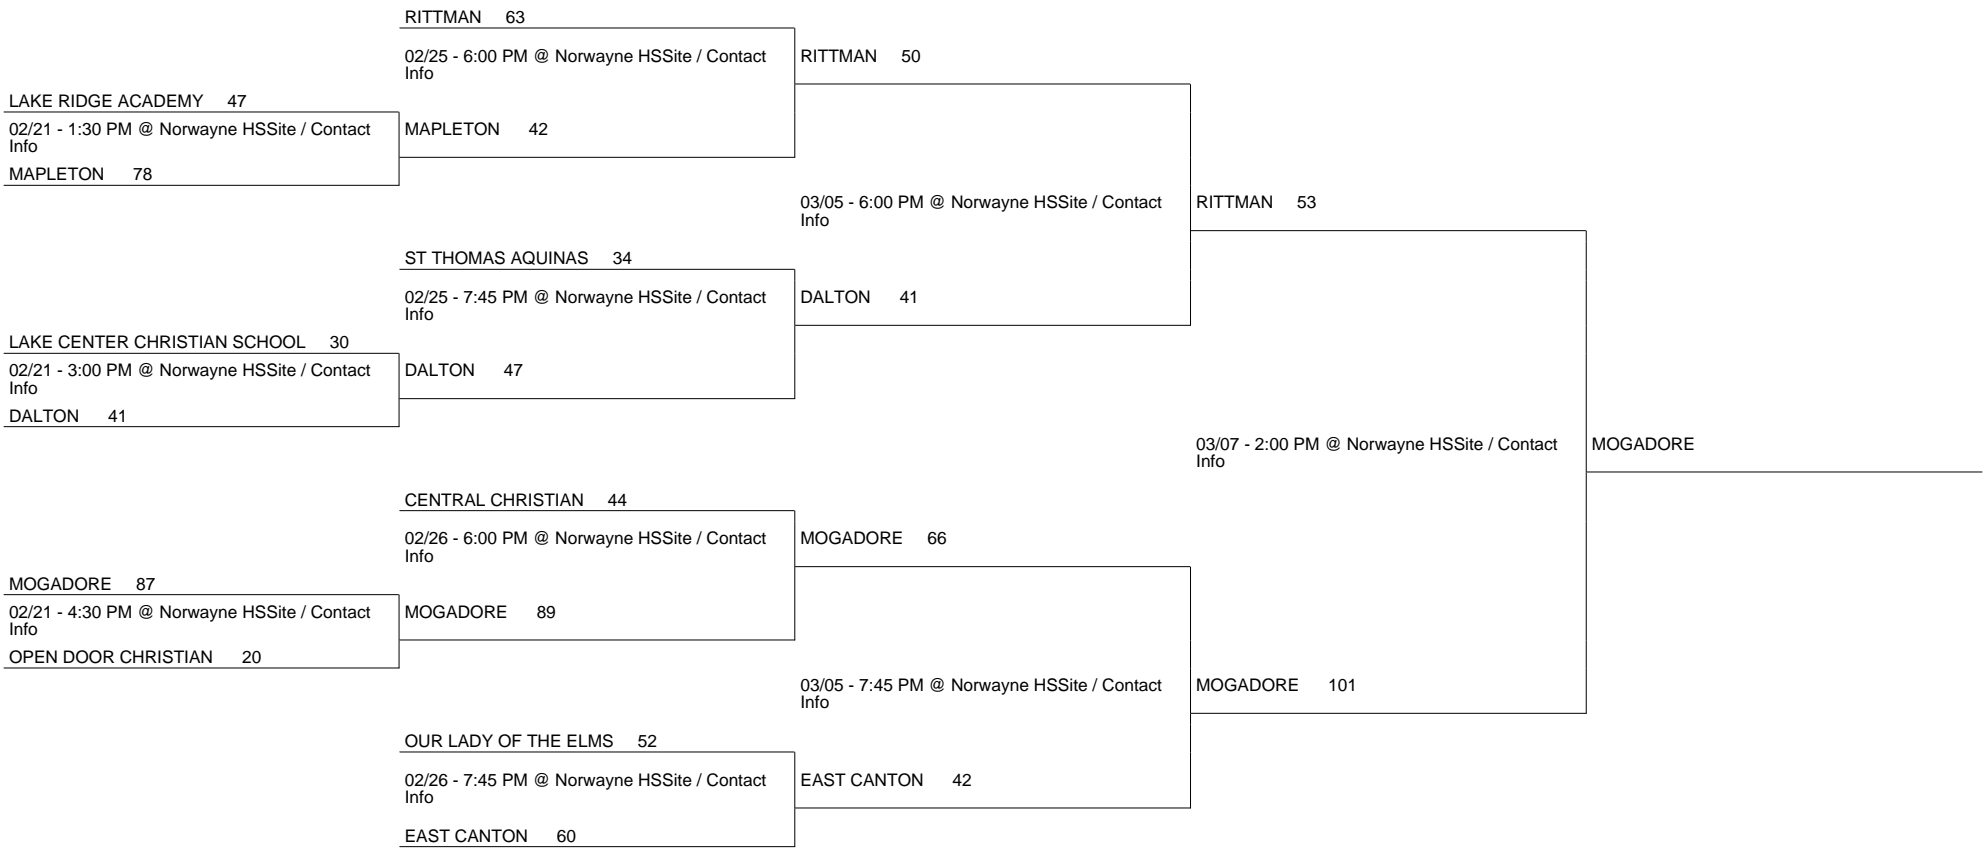 RITTMAN 63
02/25 - 6:00 PM @ Norwayne HSSite / Contact
Info
RITTMAN 50
LAKE RIDGE ACADEMY 47
02/21 - 1:30 PM @ Norwayne HSSite / Contact
Info
MAPLETON 42
MAPLETON 78
03/05 - 6:00 PM @ Norwayne HSSite / Contact
Info
RITTMAN 53
ST THOMAS AQUINAS 34
02/25 - 7:45 PM @ Norwayne HSSite / Contact
Info
DALTON 41
LAKE CENTER CHRISTIAN SCHOOL 30
02/21 - 3:00 PM @ Norwayne HSSite / Contact
Info
DALTON 47
DALTON 41
03/07 - 2:00 PM @ Norwayne HSSite / Contact
Info
MOGADORE
CENTRAL CHRISTIAN 44
02/26 - 6:00 PM @ Norwayne HSSite / Contact
Info
MOGADORE 66
MOGADORE 87
02/21 - 4:30 PM @ Norwayne HSSite / Contact
Info
MOGADORE 89
OPEN DOOR CHRISTIAN 20
03/05 - 7:45 PM @ Norwayne HSSite / Contact
Info
MOGADORE 101
OUR LADY OF THE ELMS 52
02/26 - 7:45 PM @ Norwayne HSSite / Contact
Info
EAST CANTON 42
EAST CANTON 60